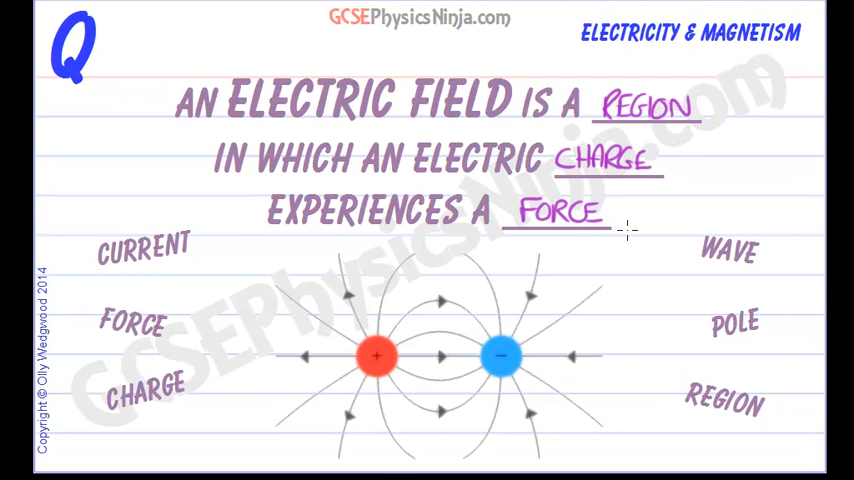 GCSEPhysicsNinja.com
Q
ELECTRICITY & MAGNETISM
AN ELECTRIC FIELD IS A REGION
IN WHICH AN ELECTRIC CHARGE
EXPERIENCES A FORCE
CURRENT
FORCE
CHARGE
WAVE
POLE
REGION
+
−
Copyright © Olly Wedgwood 2014
GCSEPhysicsNinja.com